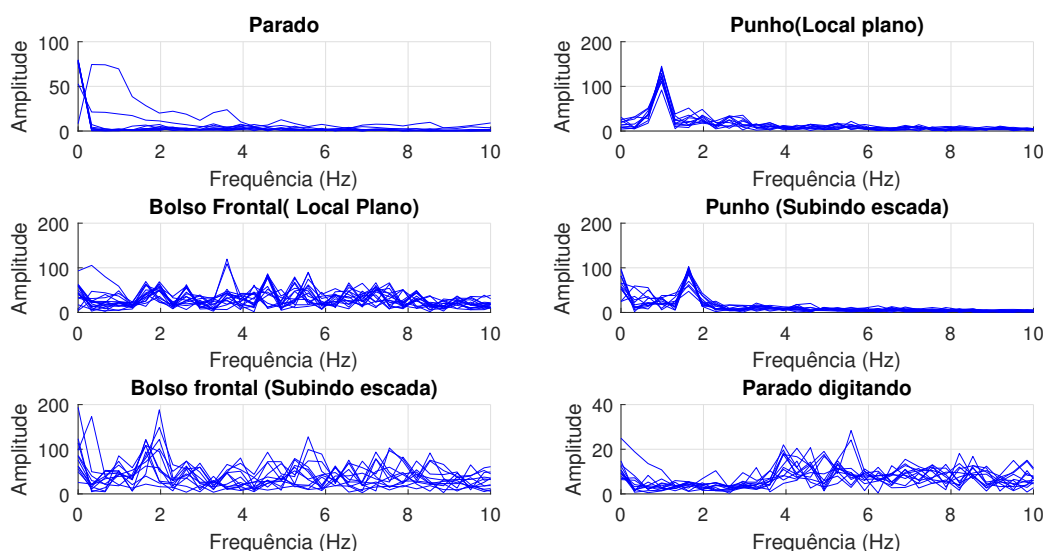 Parado
Amplitude
100
50
0
0 2 4 6 8 10
Frequência (Hz)
Punho(Local plano)
Amplitude
200
100
0
0 2 4 6 8 10
Frequência (Hz)
Bolso Frontal( Local Plano)
Amplitude
200
100
0
0 2 4 6 8 10
Frequência (Hz)
Punho (Subindo escada)
Amplitude
200
100
0
0 2 4 6 8 10
Frequência (Hz)
Bolso frontal (Subindo escada)
Amplitude
200
100
0
0 2 4 6 8 10
Frequência (Hz)
Parado digitando
Amplitude
40
20
0
0 2 4 6 8 10
Frequência (Hz)